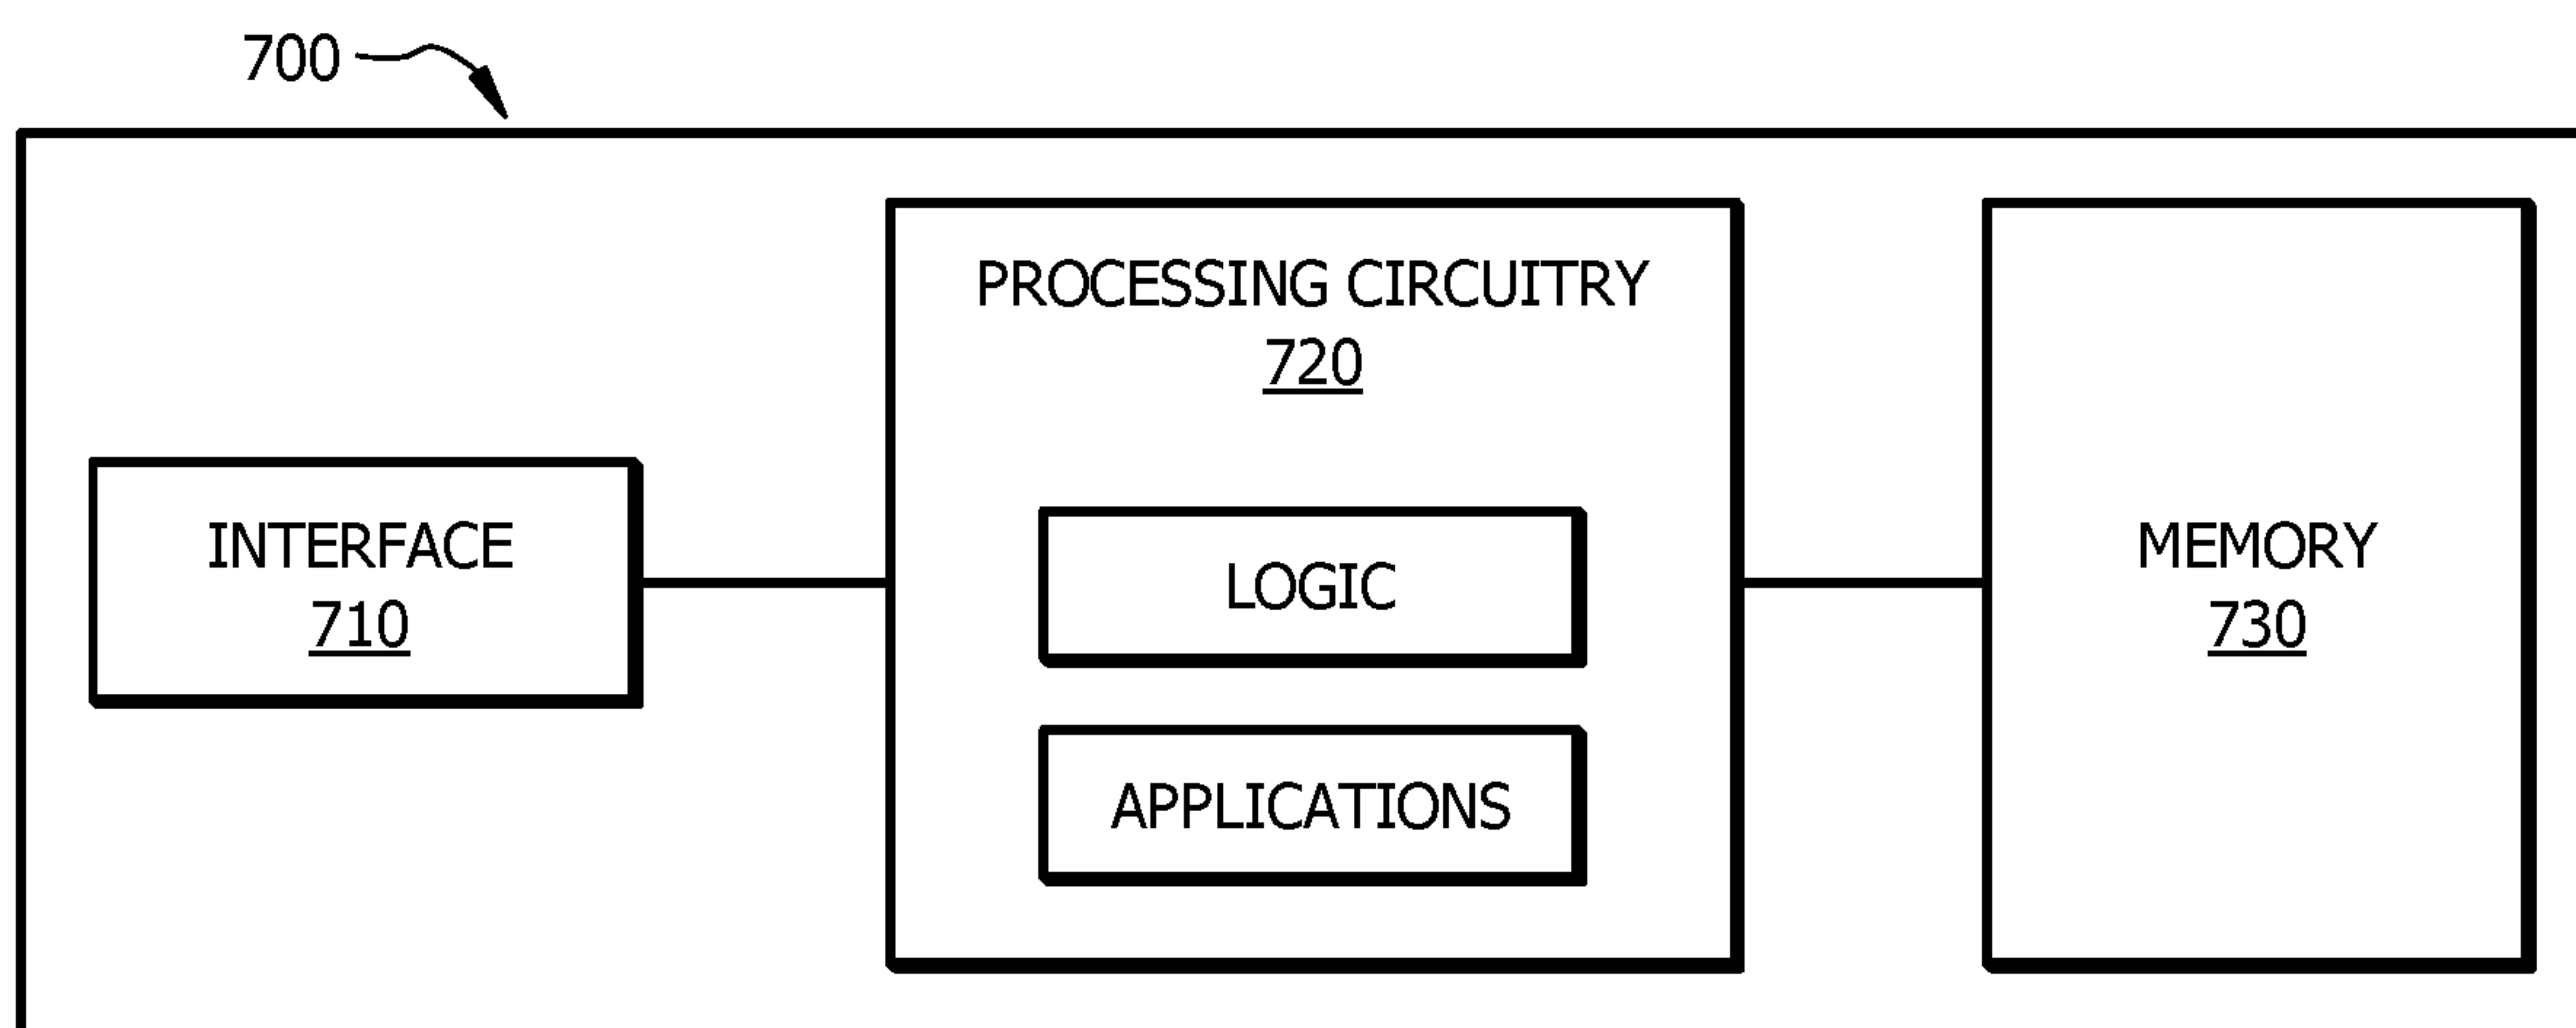 700
PROCESSING CIRCUITRY
720
INTERFACE
710
LOGIC
APPLICATIONS
MEMORY
730